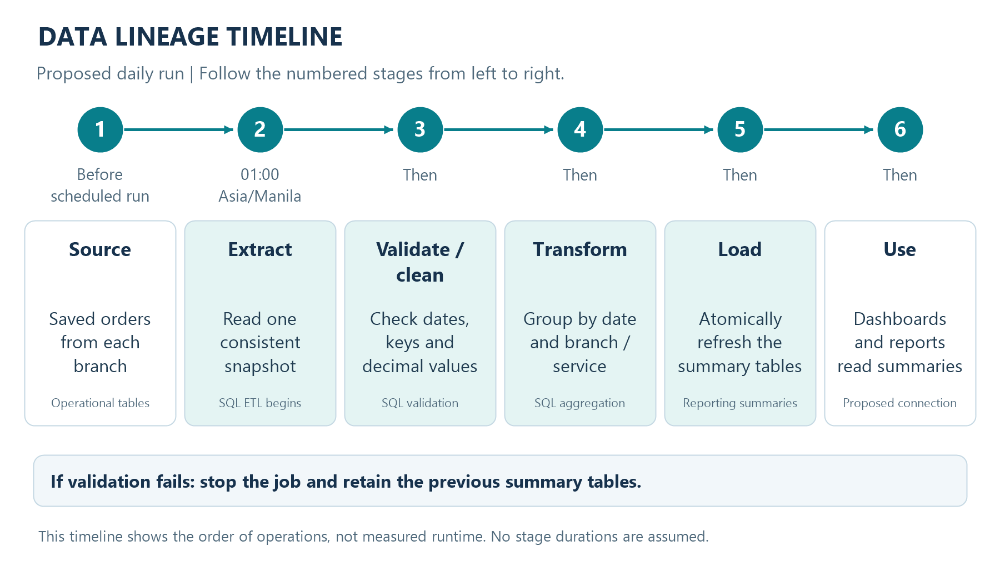 DATA LINEAGE TIMELINE
Proposed daily run | Follow the numbered stages from left to right.
1
2
3
4
5
6
Before
scheduled run
01:00
Asia/Manila
Then
Then
Then
Then
Source
Saved orders
from each
branch
Operational tables
Extract
Read one
consistent
snapshot
SQL ETL begins
Validate /
clean
Check dates,
keys and
decimal values
SQL validation
Transform
Group by date
and branch /
service
SQL aggregation
Load
Atomically
refresh the
summary tables
Reporting summaries
Use
Dashboards
and reports
read summaries
Proposed connection
If validation fails: stop the job and retain the previous summary tables.
This timeline shows the order of operations, not measured runtime. No stage durations are assumed.